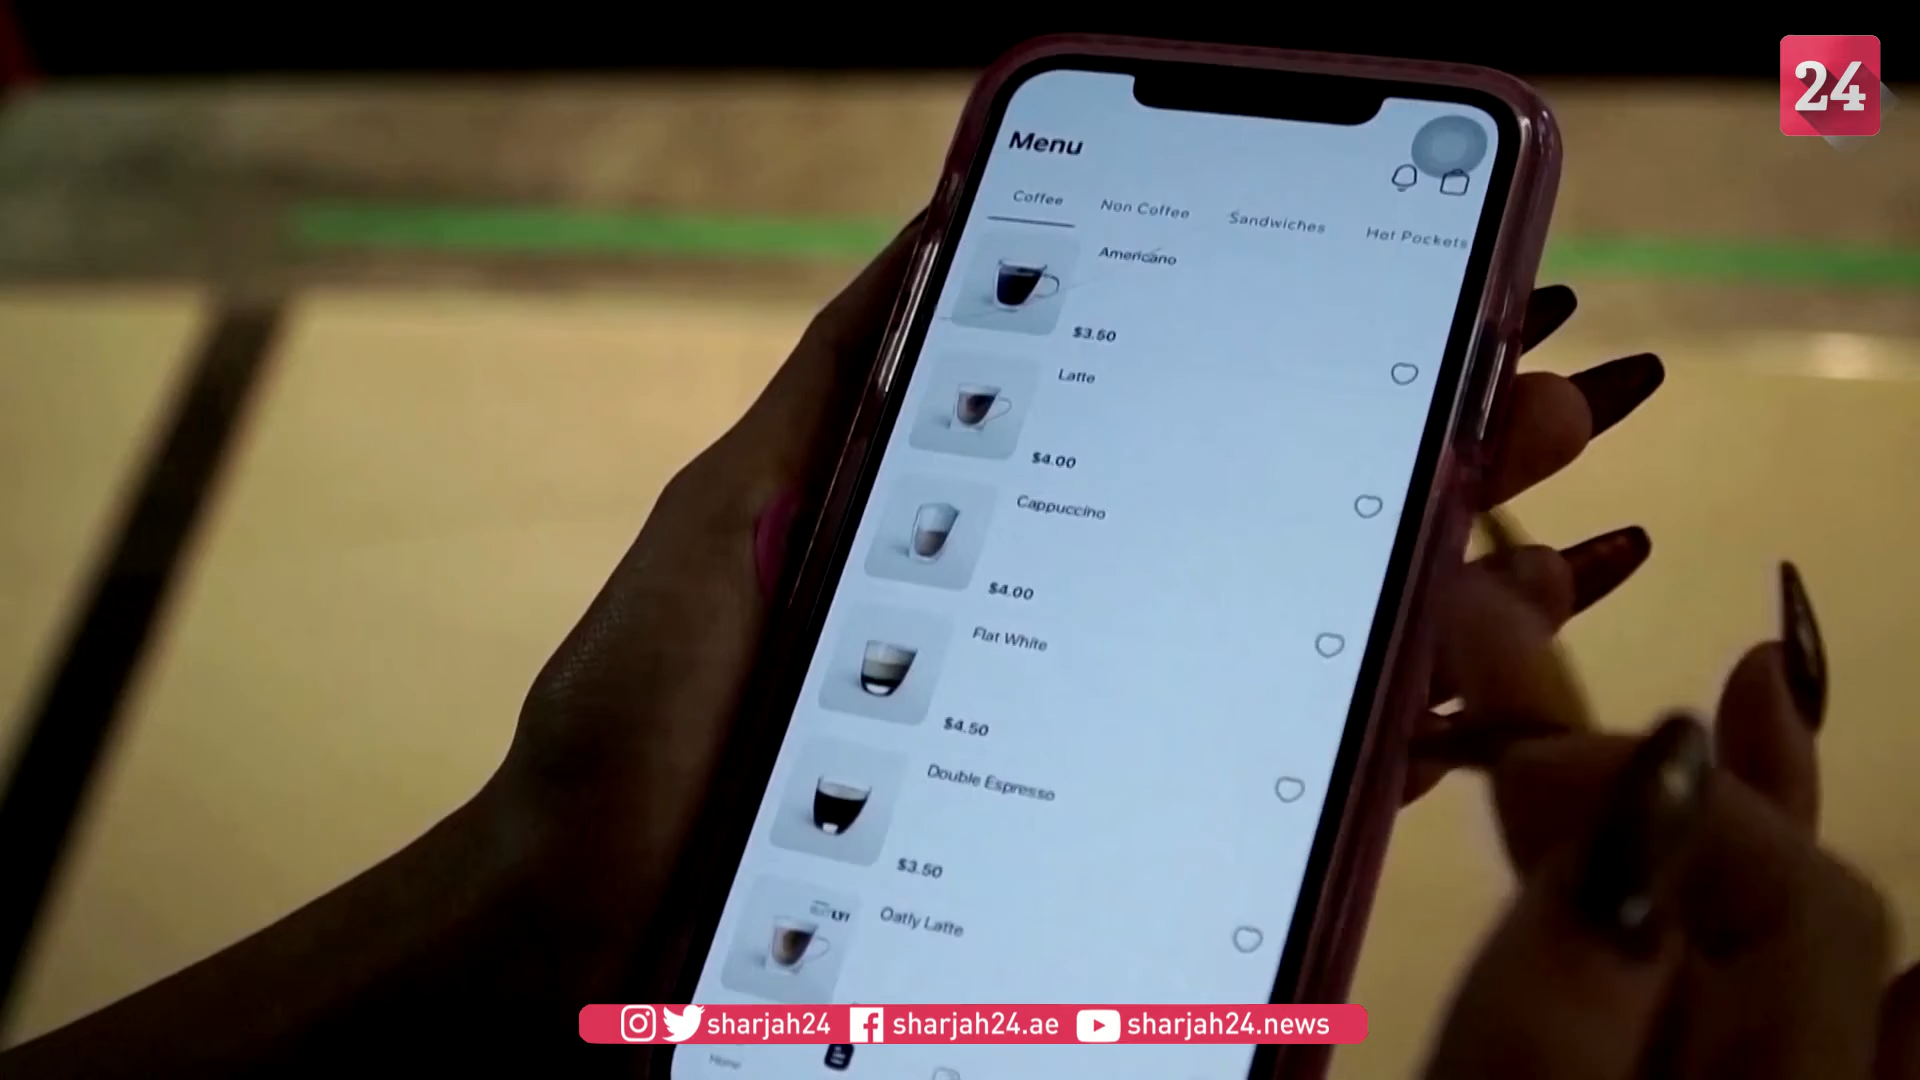 24
Menu
Coffee Non Coffee Sandwiches Hot Pockets
Americano
$3.50
Latte
$4.00
Cappuccino
$4.00
Flat White
$4.50
Double Espresso
$3.50
Oatly Latte
sharjah24 sharjah24.ae sharjah24.news
Home